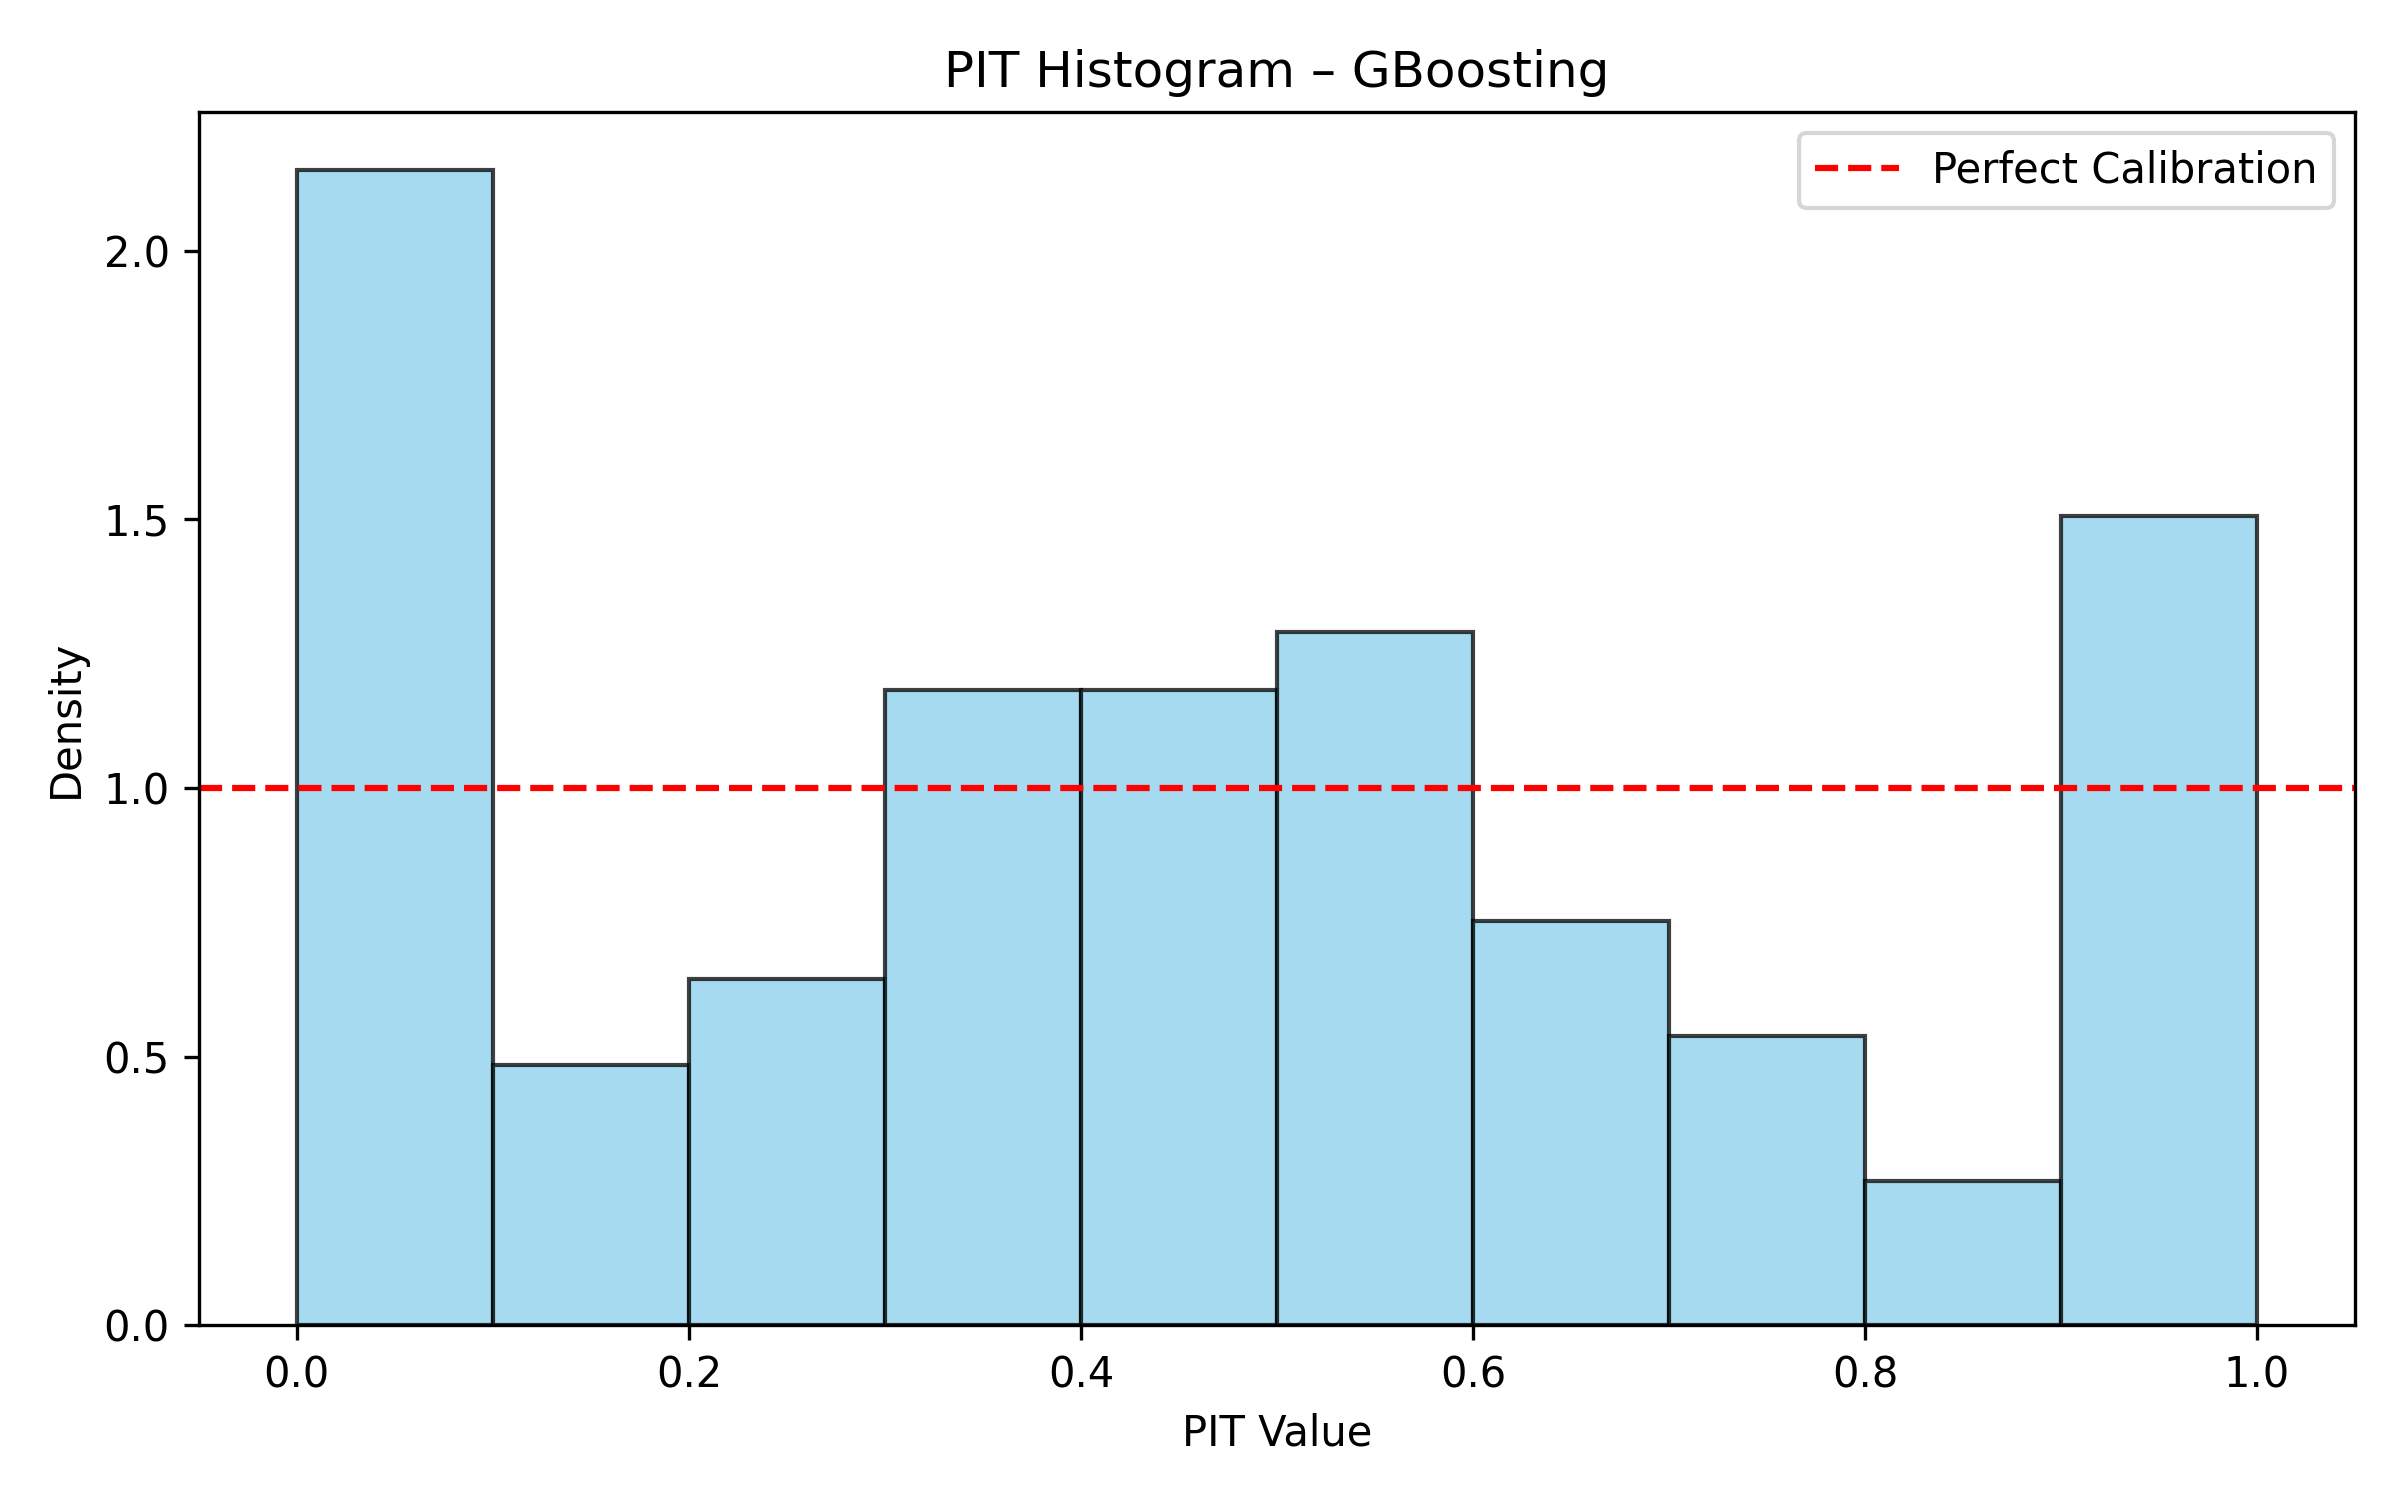 PIT Histogram – GBoosting
Perfect Calibration
Density
2.0
1.5
1.0
0.5
0.0
0.0 0.2 0.4 0.6 0.8 1.0
PIT Value